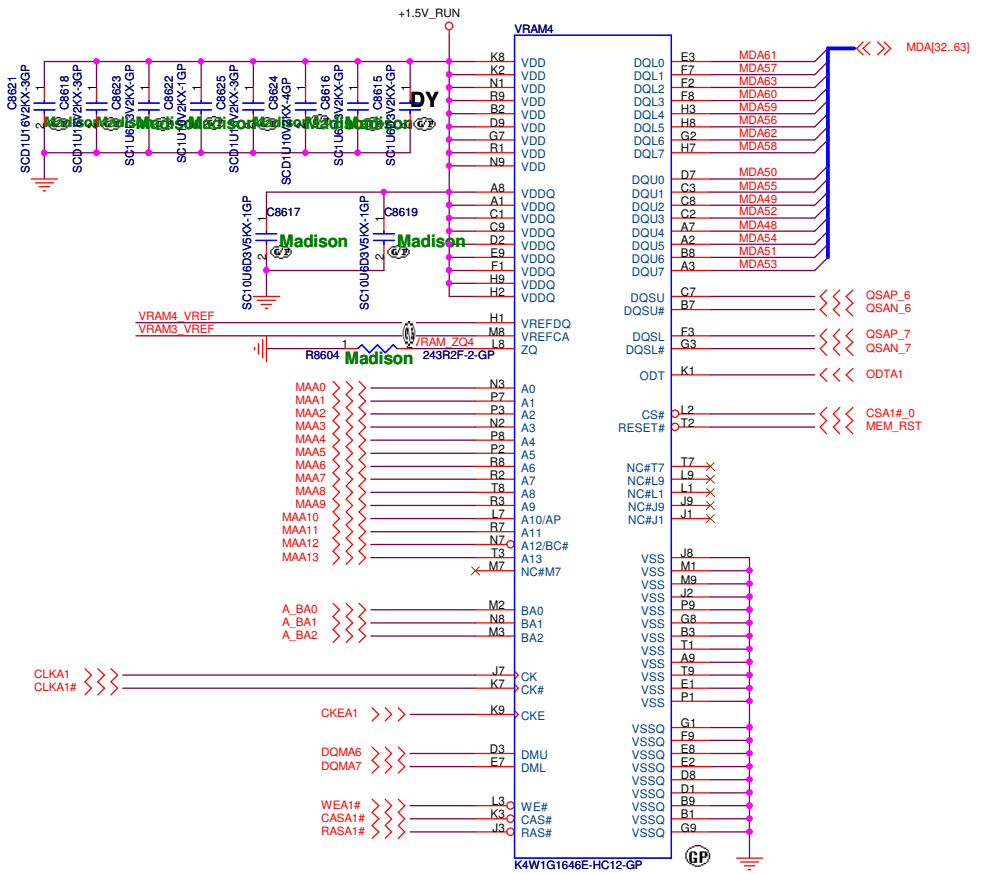 +1.5V_RUN
VRAM4
C8621
SCD1U16V2KX-3GP
C8618
C8623
C8622
C8625
C8624
C8616
C8615
DY
Madison
K8 VDD
K2 VDD
N1 VDD
R9 VDD
B2 VDD
D9 VDD
G7 VDD
R1 VDD
N9 VDD
A8 VDDQ
A1 VDDQ
C1 VDDQ
C9 VDDQ
D2 VDDQ
E9 VDDQ
F1 VDDQ
H9 VDDQ
H2 VDDQ
C8617
SC10U6D3V5KX-1GP
1
2
Madison
C8619
SC10U6D3V5KX-1GP
1
2
Madison
VRAM4_VREF H1 VREFDQ
VRAM3_VREF M8 VREFCA
L8 ZQ
R8604 1 243R2F-2-GP
Madison
MAA0 N3 A0
MAA1 P7 A1
MAA2 P3 A2
MAA3 N2 A3
MAA4 P8 A4
MAA5 P2 A5
MAA6 R8 A6
MAA7 R2 A7
MAA8 T8 A8
MAA9 R3 A9
MAA10 L7 A10/AP
MAA11 R7 A11
MAA12 N7 A12/BC#
MAA13 T3 A13
M7 NC#M7
A_BA0 M2 BA0
A_BA1 N8 BA1
A_BA2 M3 BA2
CLKA1 J7 CK
CLKA1# K7 CK#
CKEA1 K9 CKE
DQMA6 D3 DMU
DQMA7 E7 DML
WEA1# L3 WE#
CASA1# K3 CAS#
RASA1# J3 RAS#
MDA[32..63]
DQL0 E3 MDA61
DQL1 F7 MDA57
DQL2 F2 MDA63
DQL3 F8 MDA60
DQL4 H3 MDA59
DQL5 H8 MDA56
DQL6 G2 MDA62
DQL7 H7 MDA58
DQU0 D7 MDA50
DQU1 C3 MDA55
DQU2 C8 MDA49
DQU3 C2 MDA52
DQU4 A7 MDA48
DQU5 A2 MDA54
DQU6 B8 MDA51
DQU7 A3 MDA53
DQSU C7 QSAP_6
DQSU# B7 QSAN_6
DQSL F3 QSAP_7
DQSL# G3 QSAN_7
ODT K1 ODTA1
CS# L2 CSA1#_0
RESET# T2 MEM_RST
NC#T7 T7
NC#L9 L9
NC#L1 L1
NC#J9 J9
NC#J1 J1
VSS J8
VSS M1
VSS M9
VSS J2
VSS P9
VSS G8
VSS B3
VSS T1
VSS A9
VSS T9
VSS E1
VSS P1
VSSQ G1
VSSQ F9
VSSQ E8
VSSQ E2
VSSQ D8
VSSQ D1
VSSQ B9
VSSQ B1
VSSQ G9
K4W1G1646E-HC12-GP
GP